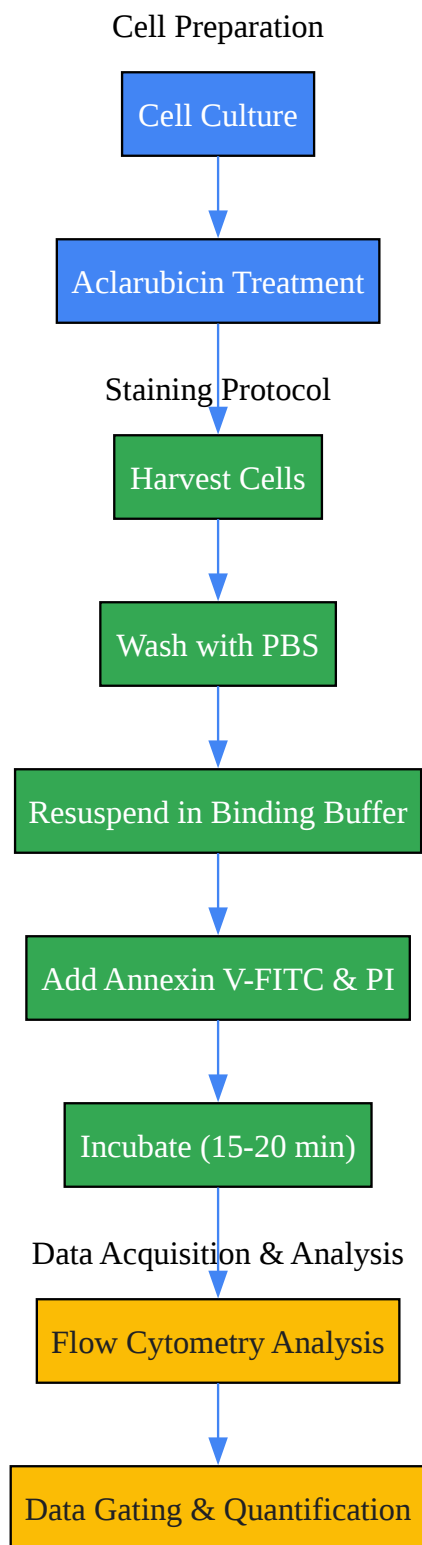 Cell Preparation
Cell Culture
Aclarubicin Treatment
Staining Protocol
Harvest Cells
Wash with PBS
Resuspend in Binding Buffer
Add Annexin V-FITC & PI
Incubate (15-20 min)
Data Acquisition & Analysis
Flow Cytometry Analysis
Data Gating & Quantification